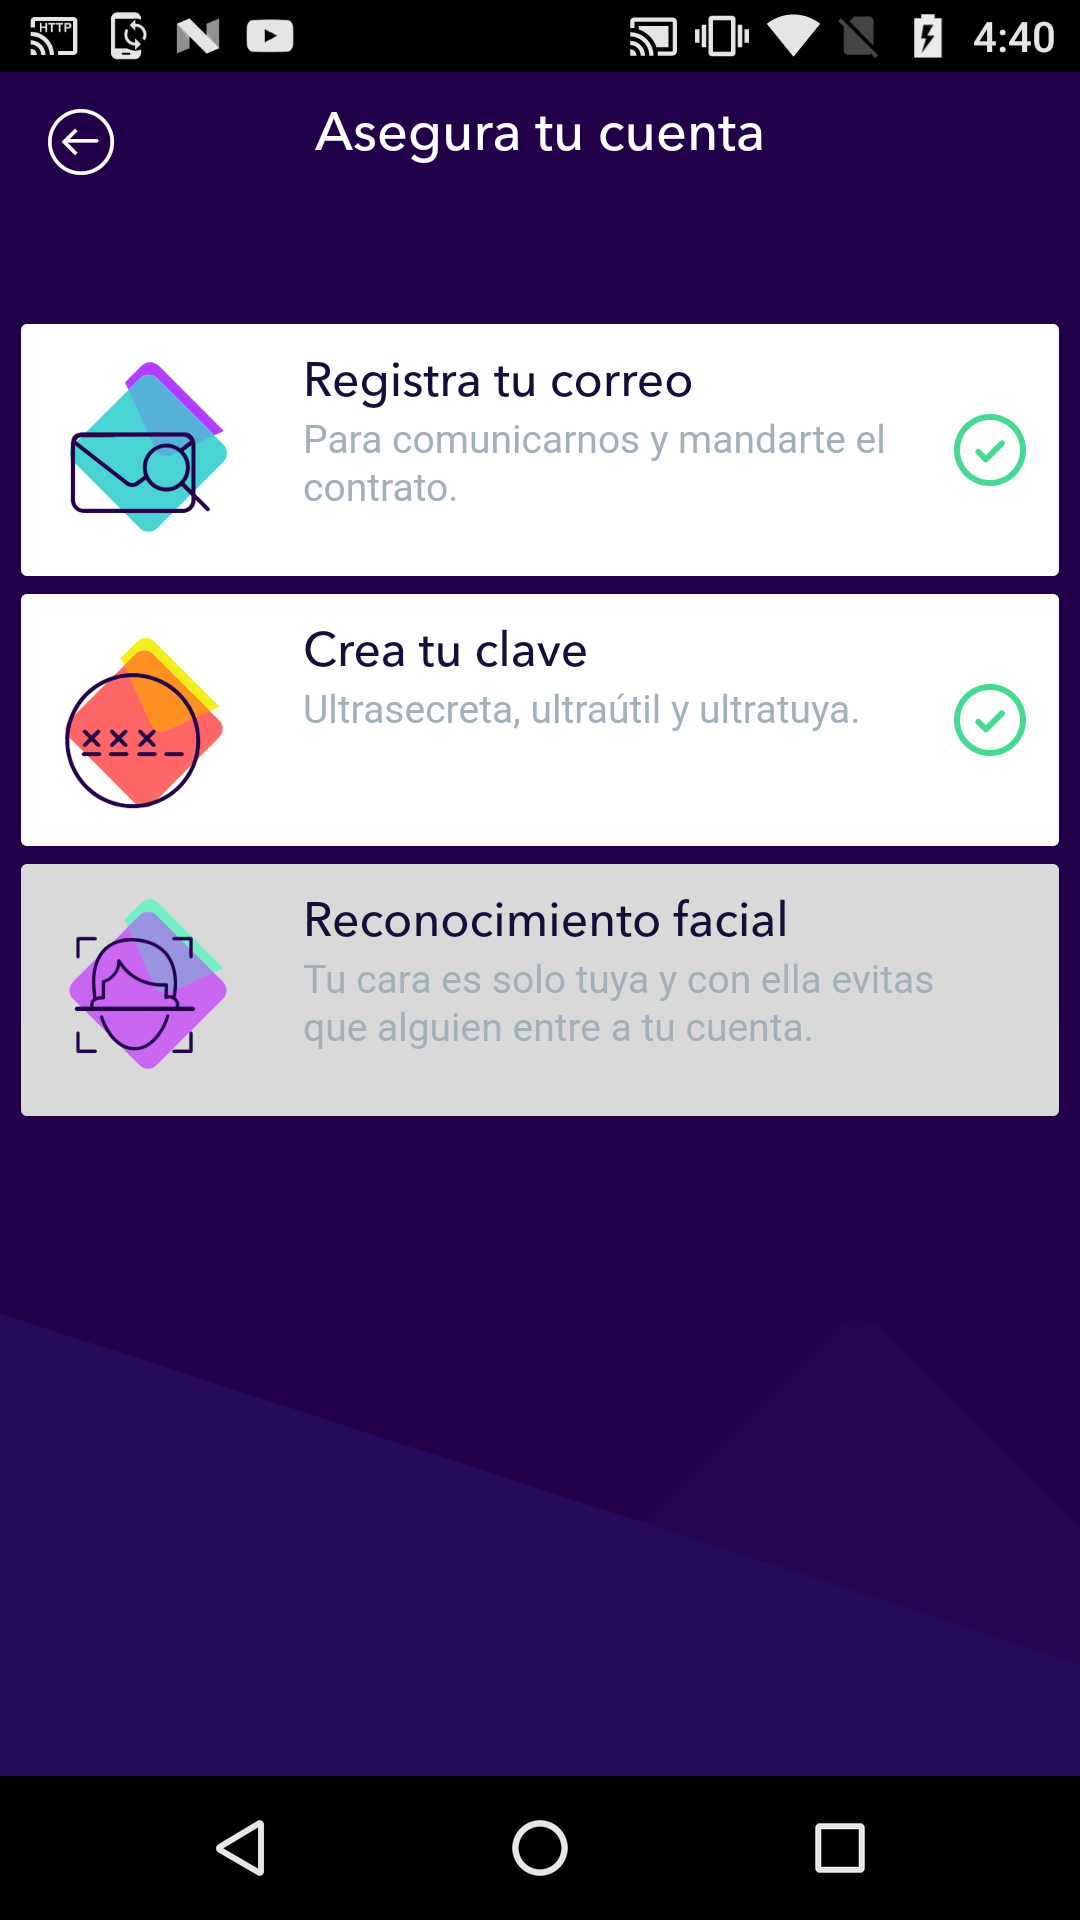 HTTP
4:40
Asegura tu cuenta
Registra tu correo
Para comunicarnos y mandarte el
contrato.
Crea tu clave
Ultrasecreta, ultraútil y ultratuya.
Reconocimiento facial
Tu cara es solo tuya y con ella evitas
que alguien entre a tu cuenta.